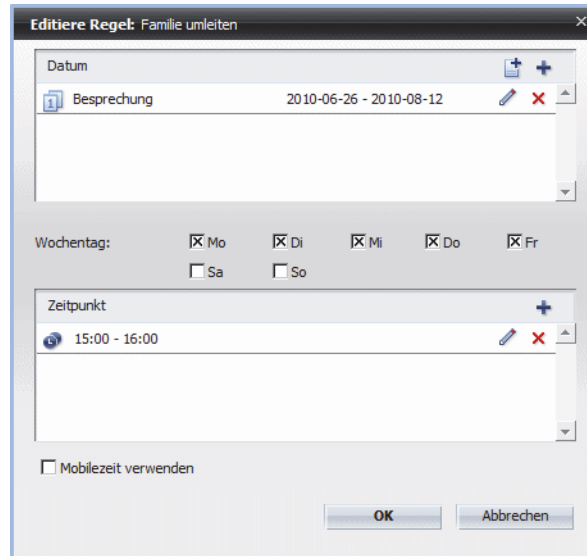 Editiere Regel: Familie umleiten
Datum
1 Besprechung 2010-06-26 - 2010-08-12
Wochentag: Mo Di Mi Do Fr
Sa So
Zeitpunkt
15:00 - 16:00
Mobilezeit verwenden
OK Abbrechen